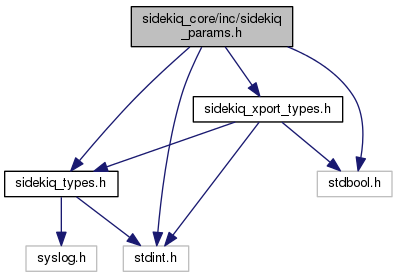 sidekiq_core/inc/sidekiq
_params.h
sidekiq_xport_types.h
sidekiq_types.h
stdbool.h
syslog.h
stdint.h